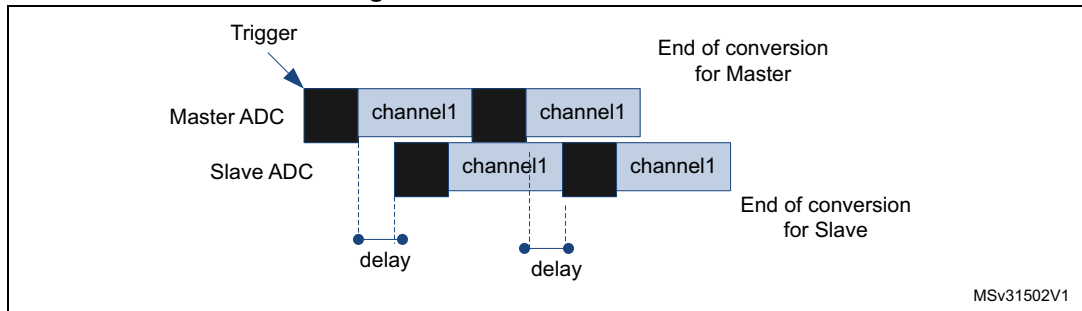 Trigger
End of conversion
for Master
Master ADC
channel1
channel1
Slave ADC
channel1
channel1
End of conversion
for Slave
delay
delay
MSv31502V1